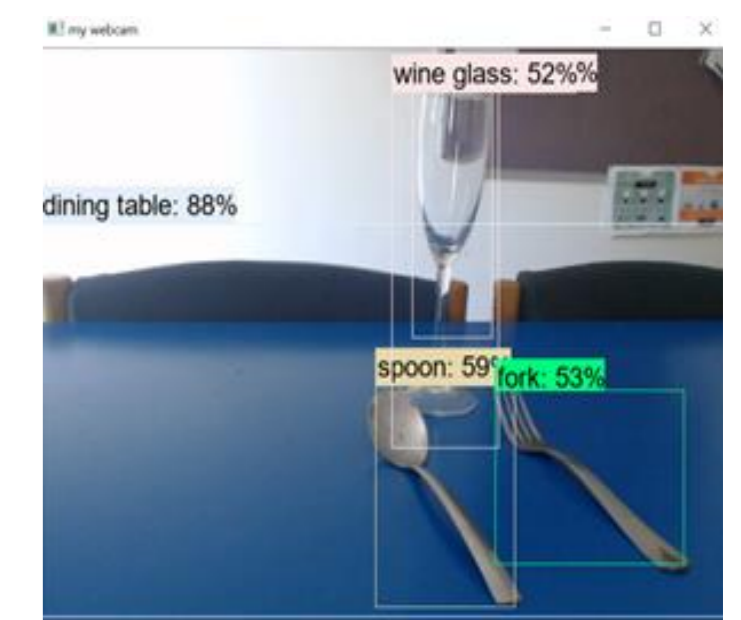 my webcam
wine glass: 52%%
dining table: 88%
spoon: 59%
fork: 53%